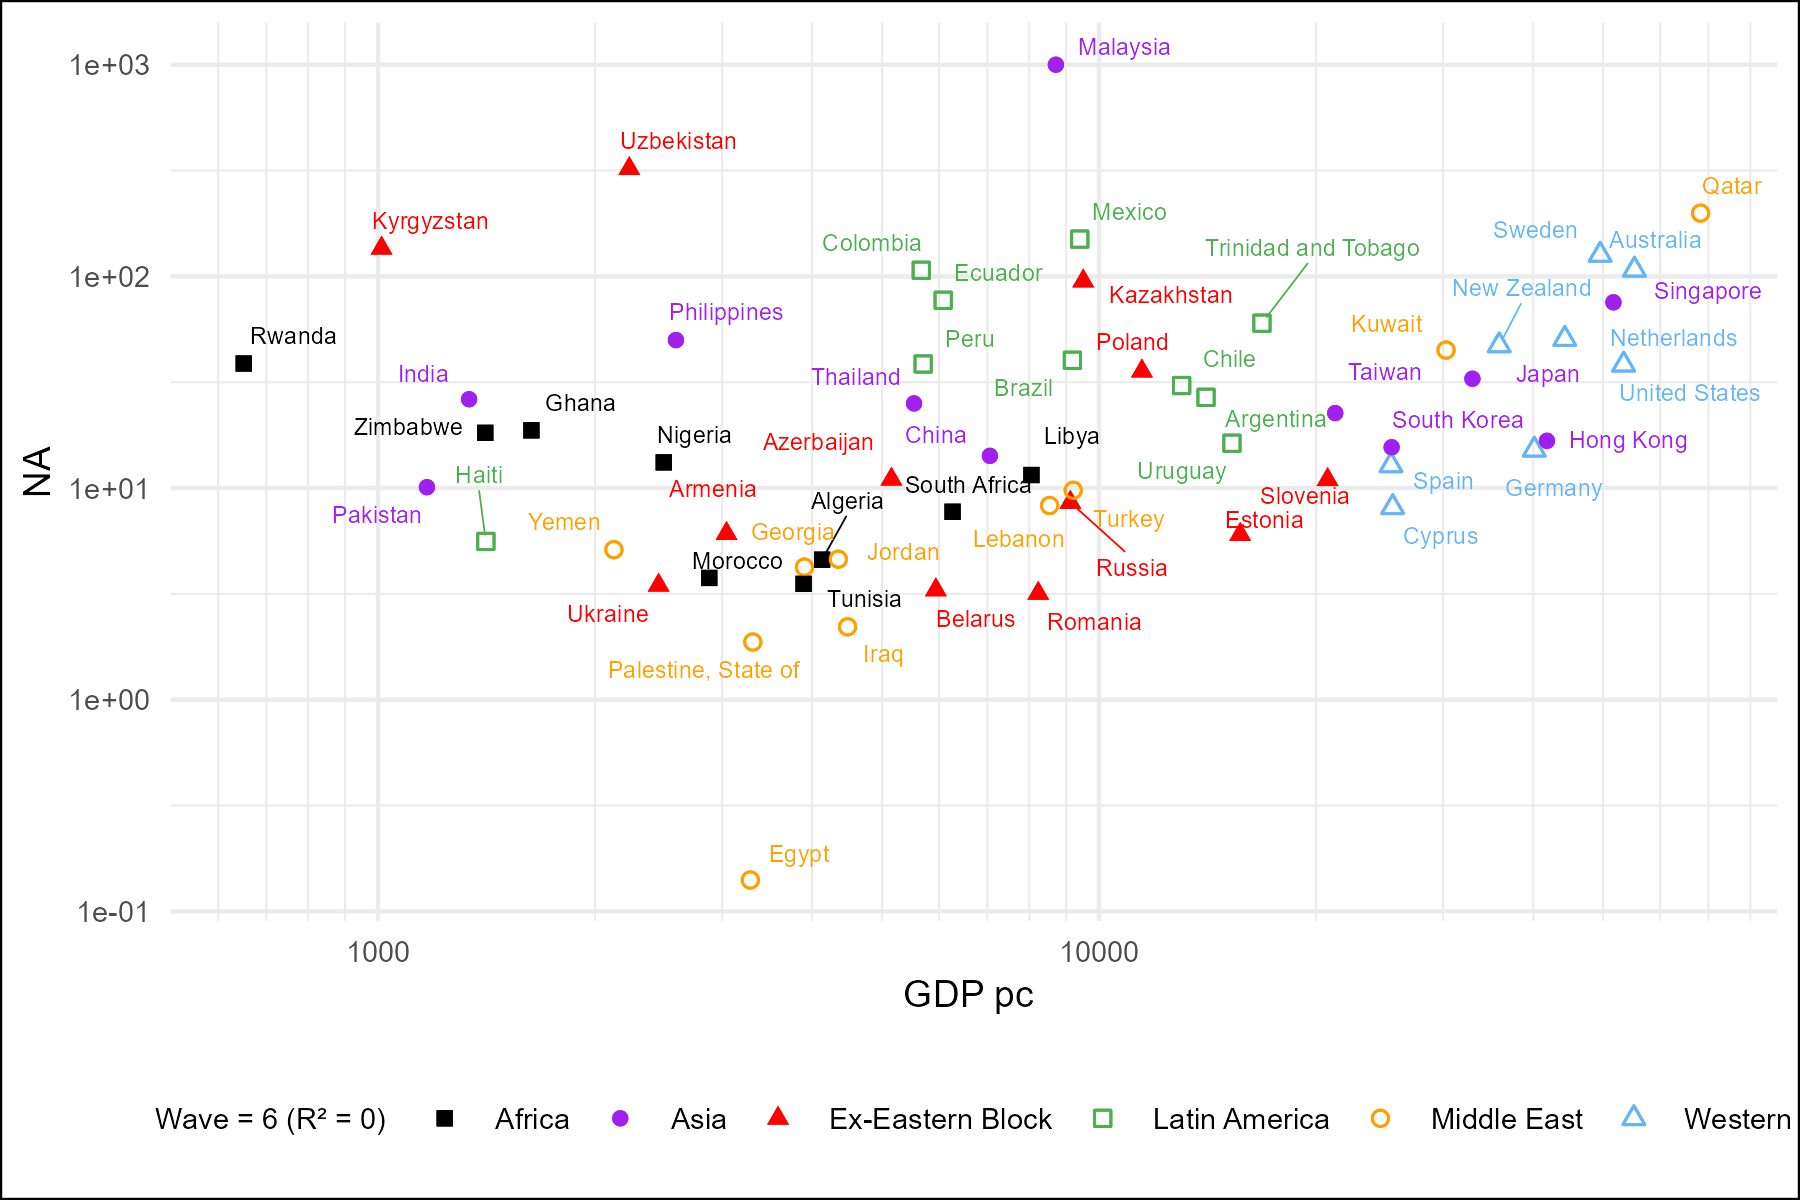 1e+03
Malaysia
Uzbekistan
Qatar
Kyrgyzstan
Mexico
Sweden
Australia
Colombia
Trinidad and Tobago
1e+02
Ecuador
New Zealand
Singapore
Kazakhstan
Philippines
Kuwait
Rwanda
Peru
Poland
Netherlands
Chile
India
Thailand
Taiwan
Japan
Brazil
United States
Ghana
Zimbabwe
Argentina
South Korea
Nigeria
Azerbaijan
China
Libya
Hong Kong
NA
Haiti
Uruguay
1e+01
Armenia
South Africa
Spain
Germany
Slovenia
Algeria
Pakistan
Yemen
Georgia
Turkey
Estonia
Lebanon
Cyprus
Jordan
Morocco
Russia
Tunisia
Ukraine
Belarus
Romania
Iraq
Palestine, State of
1e+00
Egypt
1e-01
1000
10000
GDP pc
Wave = 6 (R² = 0)
Africa
Asia
Ex-Eastern Block
Latin America
Middle East
Western